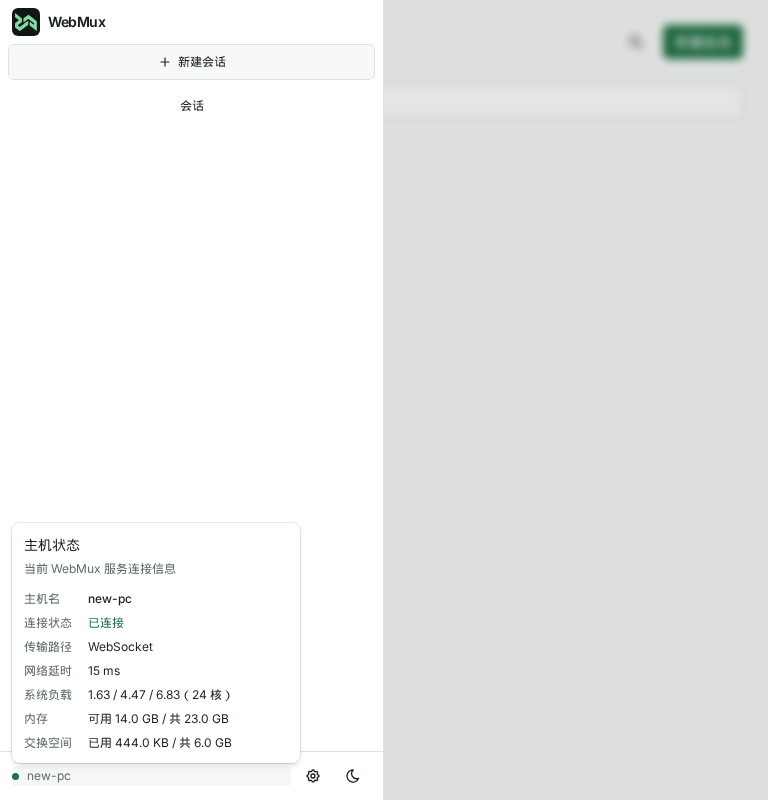 WebMux
新建会话
会话
主机状态
当前 WebMux 服务连接信息
主机名 new-pc
连接状态 已连接
传输路径 WebSocket
网络延时 15 ms
系统负载 1.63 / 4.47 / 6.83（24 核）
内存 可用 14.0 GB / 共 23.0 GB
交换空间 已用 444.0 KB / 共 6.0 GB
new-pc